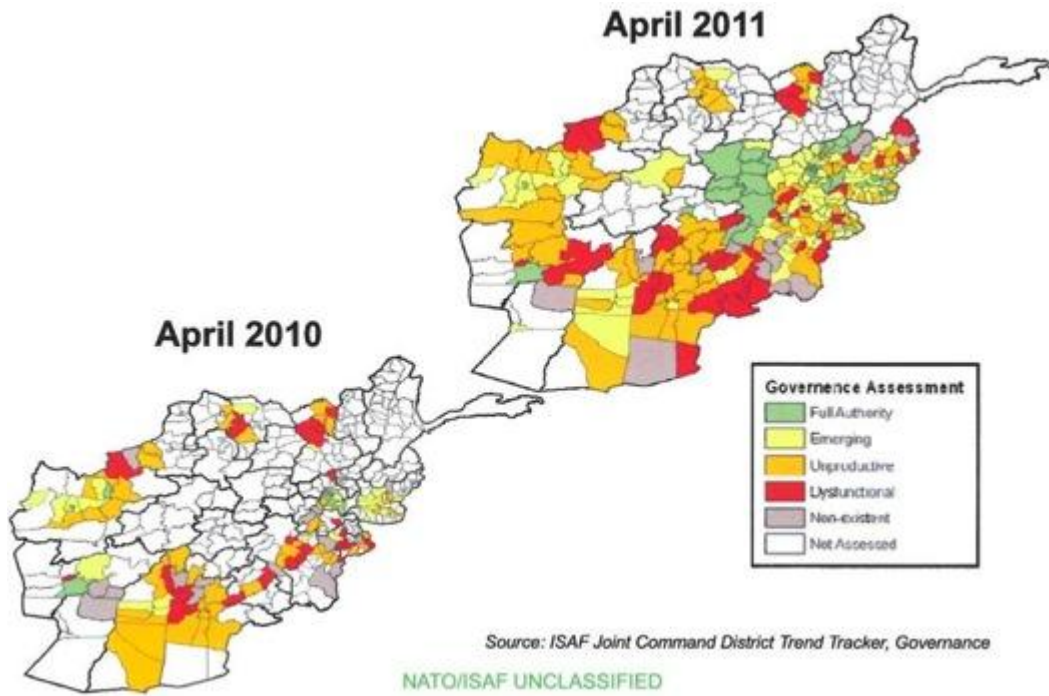 April 2011
April 2010
Governence Assessment
Full Authority
Emerging
Unproductive
Dysfunctional
Non-existent
Not Assessed
Source: ISAF Joint Command District Trend Tracker, Governance
NATO/ISAF UNCLASSIFIED